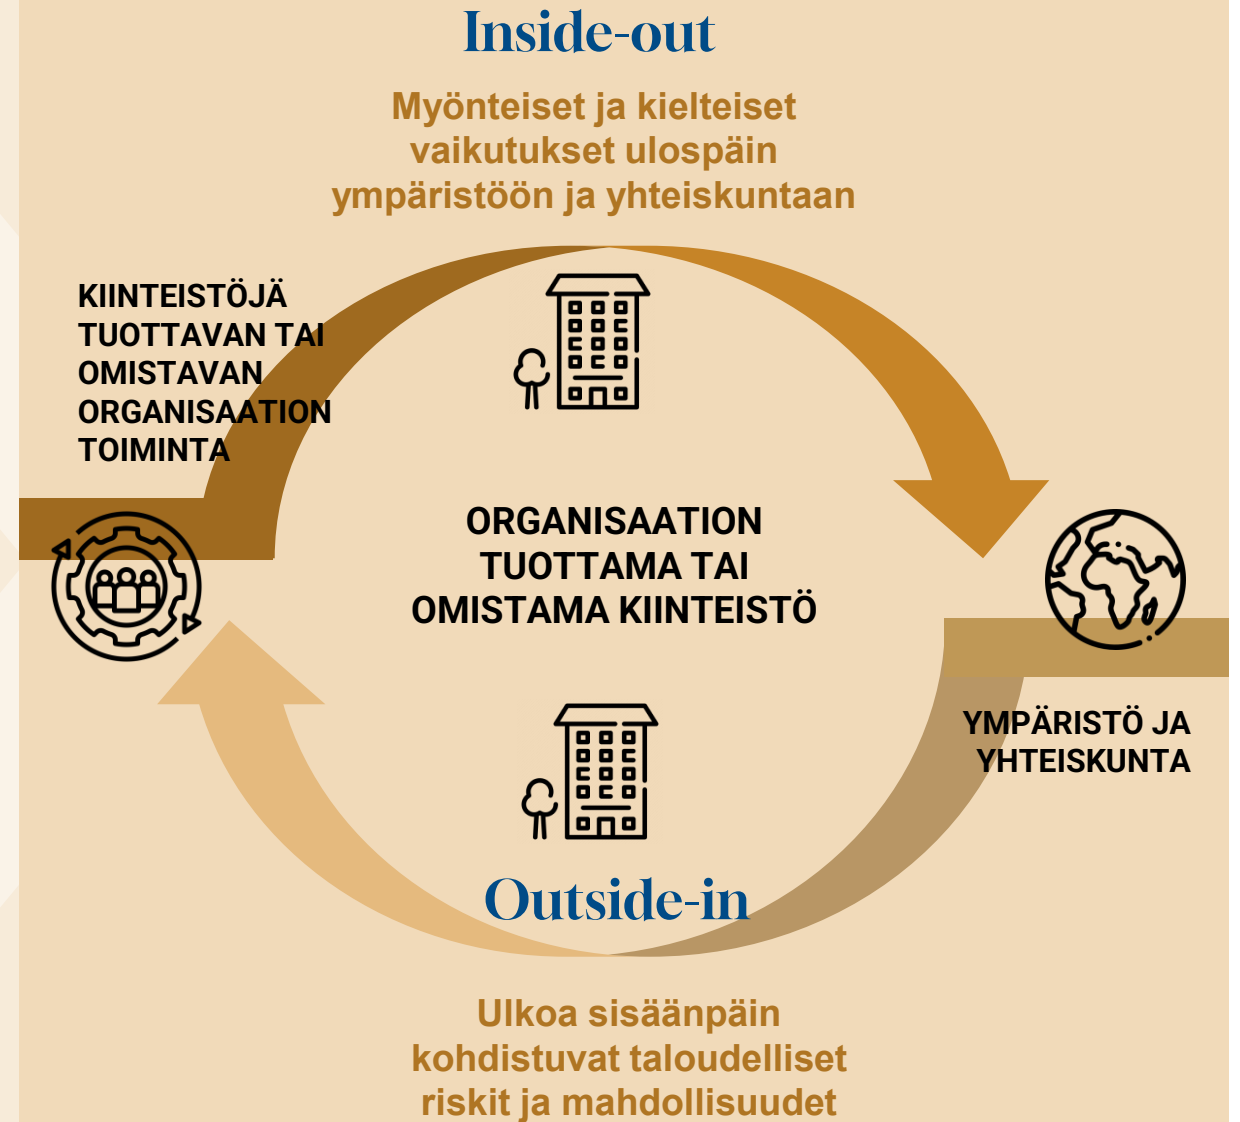 Inside-out
Myönteiset ja kielteiset
vaikutukset ulospäin
ympäristöön ja yhteiskuntaan
KIINTEISTÖJÄ
TUOTTAVAN TAI
OMISTAVAN
ORGANISAATION
TOIMINTA
ORGANISAATION
TUOTTAMA TAI
OMISTAMA KIINTEISTÖ
YMPÄRISTÖ JA
YHTEISKUNTA
Outside-in
Ulkoa sisäänpäin
kohdistuvat taloudelliset
riskit ja mahdollisuudet